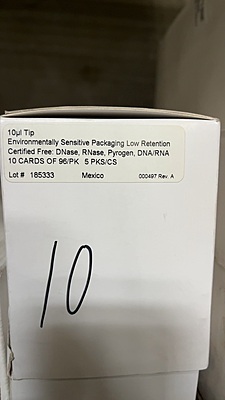 10µl Tip
Environmentally Sensitive Packaging Low Retention
Certified Free: DNase, RNase, Pyrogen, DNA/RNA
10 CARDS OF 96/PK 5 PKS/CS
Lot # 185333 Mexico 000497 Rev. A
10